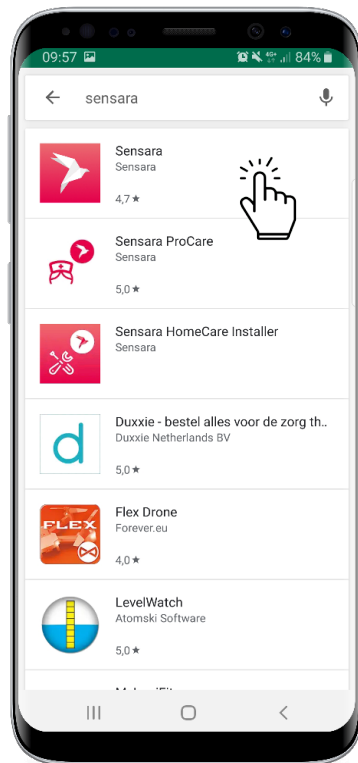 09:57 84%
sensara
Sensara
Sensara
4,7 ★
Sensara ProCare
Sensara
5,0 ★
Sensara HomeCare Installer
Sensara
Duxxie - bestel alles voor de zorg th..
Duxxie Netherlands BV
5,0 ★
FLEX
Flex Drone
Forever.eu
4,0 ★
LevelWatch
Atomski Software
5,0 ★